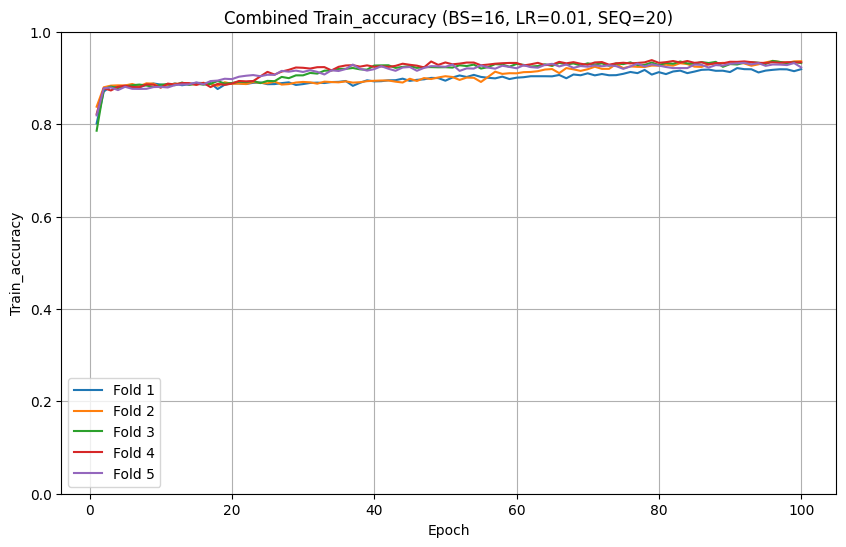 Combined Train_accuracy (BS=16, LR=0.01, SEQ=20)
Train_accuracy
1.0
0.8
0.6
0.4
0.2
0.0
Fold 1
Fold 2
Fold 3
Fold 4
Fold 5
0 20 40 60 80 100
Epoch